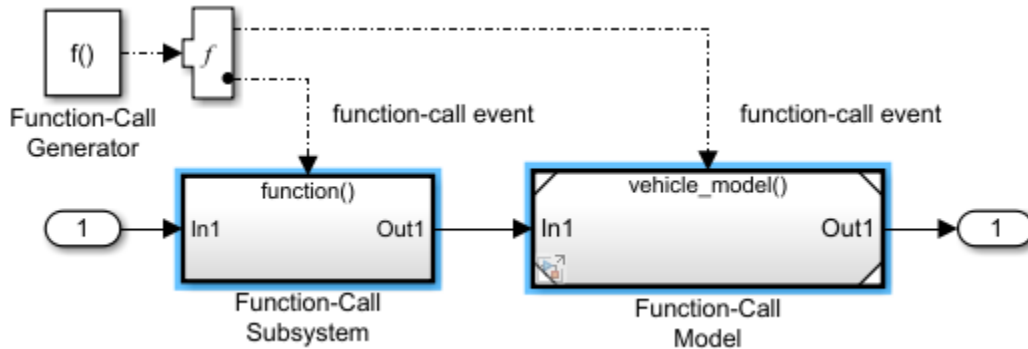 f()
f
Function-Call
Generator
function-call event
function-call event
function()
vehicle_model()
1
In1
Out1
In1
Out1
1
Function-Call
Subsystem
Function-Call
Model